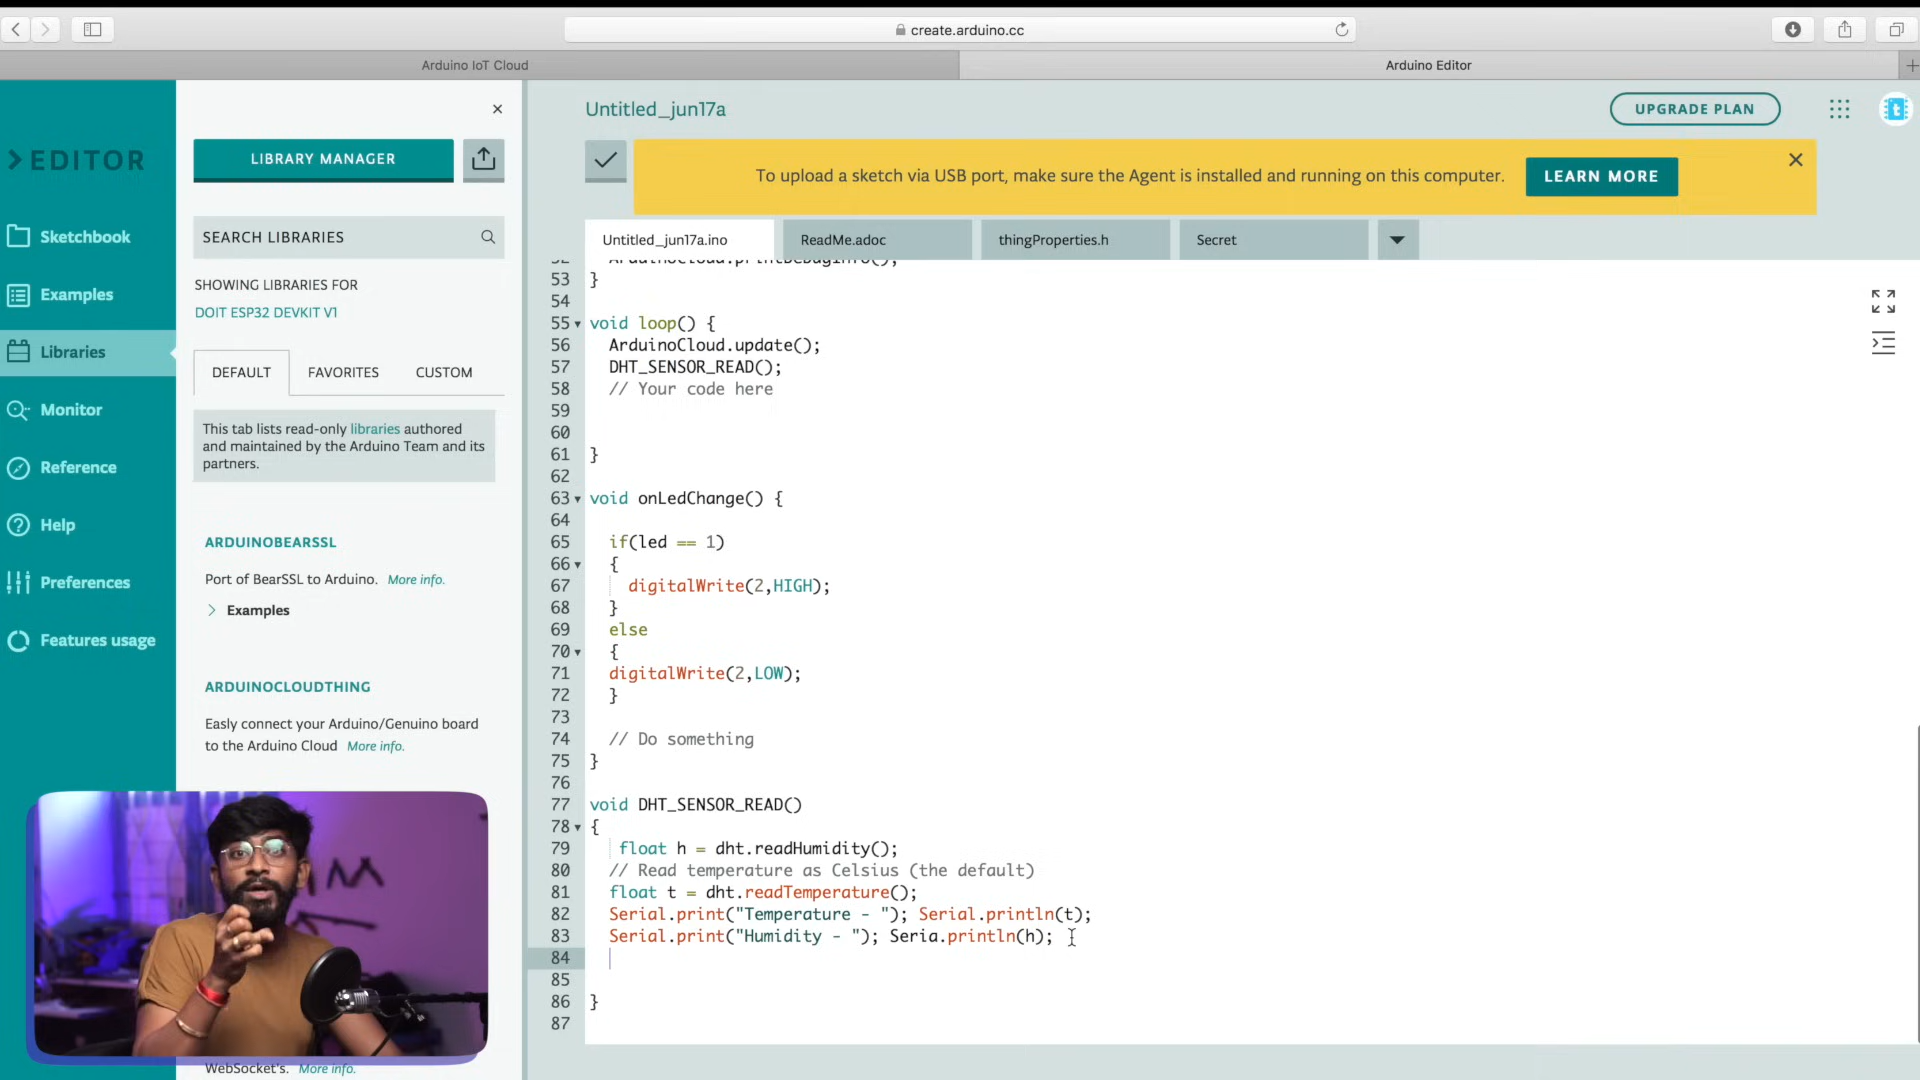 create.arduino.cc
Arduino IoT Cloud
Arduino Editor
EDITOR
Sketchbook
Examples
Libraries
Monitor
Reference
Help
Preferences
Features usage
LIBRARY MANAGER
SEARCH LIBRARIES
SHOWING LIBRARIES FOR
DOIT ESP32 DEVKIT V1
DEFAULT FAVORITES CUSTOM
This tab lists read-only libraries authored
and maintained by the Arduino Team and its
partners.
ARDUINOBEARSSL
Port of BearSSL to Arduino. More info.
Examples
ARDUINOCLOUDTHING
Easly connect your Arduino/Genuino board
to the Arduino Cloud More info.
WebSocket's. More info.
Untitled_jun17a
UPGRADE PLAN
To upload a sketch via USB port, make sure the Agent is installed and running on this computer.
LEARN MORE
Untitled_jun17a.ino ReadMe.adoc thingProperties.h Secret
52 ArduinoCloud.printDebugInfo();
53 }
54
55 void loop() {
56 ArduinoCloud.update();
57 DHT_SENSOR_READ();
58 // Your code here
59
60
61 }
62
63 void onLedChange() {
64
65 if(led == 1)
66 {
67 digitalWrite(2,HIGH);
68 }
69 else
70 {
71 digitalWrite(2,LOW);
72 }
73
74 // Do something
75 }
76
77 void DHT_SENSOR_READ()
78 {
79 float h = dht.readHumidity();
80 // Read temperature as Celsius (the default)
81 float t = dht.readTemperature();
82 Serial.print("Temperature - "); Serial.println(t);
83 Serial.print("Humidity - "); Seria.println(h);
84
85
86 }
87